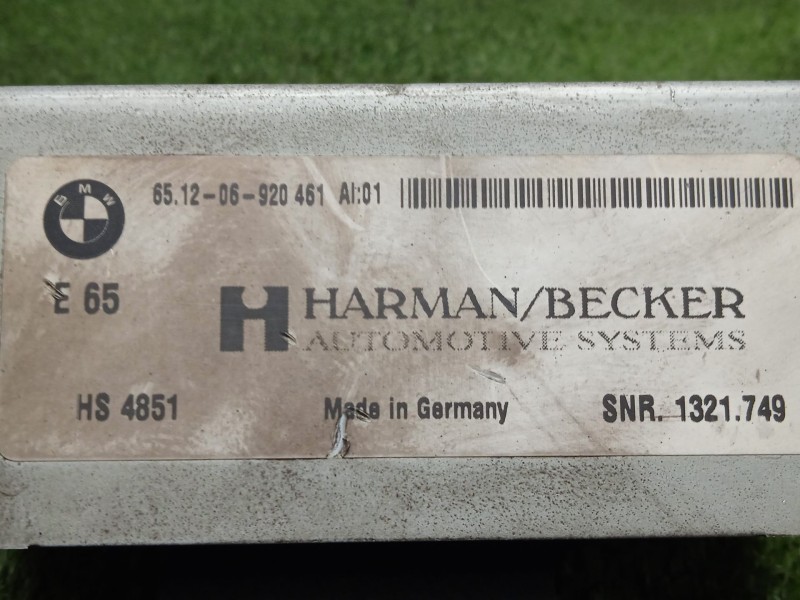 BMW
65.12-06-920 461 AI:01
E 65
HARMAN/BECKER
AUTOMOTIVE SYSTEMS
HS 4851 Made in Germany SNR. 1321.749